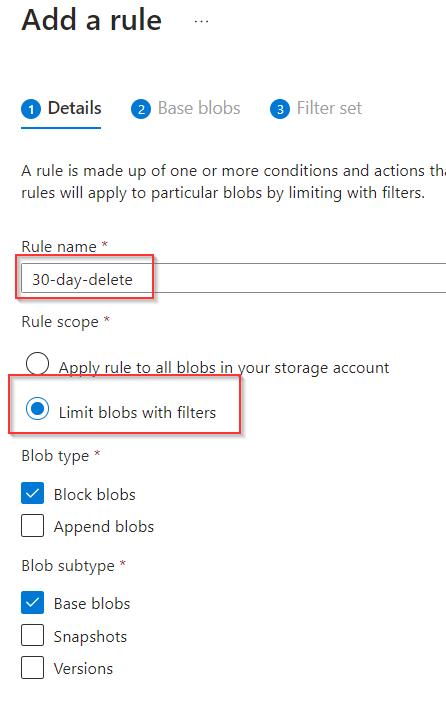 Add a rule ...
1 Details 2 Base blobs 3 Filter set
A rule is made up of one or more conditions and actions tha
rules will apply to particular blobs by limiting with filters.
Rule name *
30-day-delete
Rule scope *
Apply rule to all blobs in your storage account
Limit blobs with filters
Blob type *
Block blobs
Append blobs
Blob subtype *
Base blobs
Snapshots
Versions